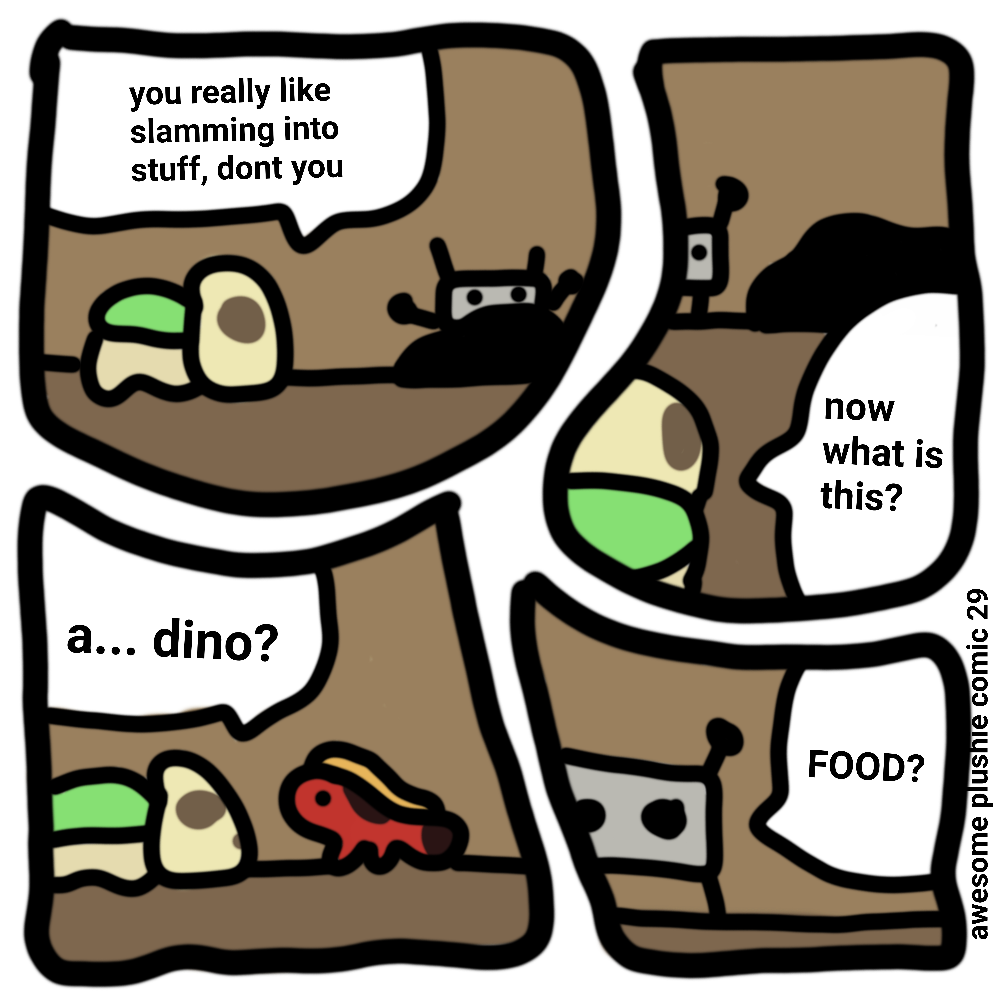 you really like
slamming into
stuff, dont you
now
what is
this?
a... dino?
FOOD?
awesome plushie comic 29